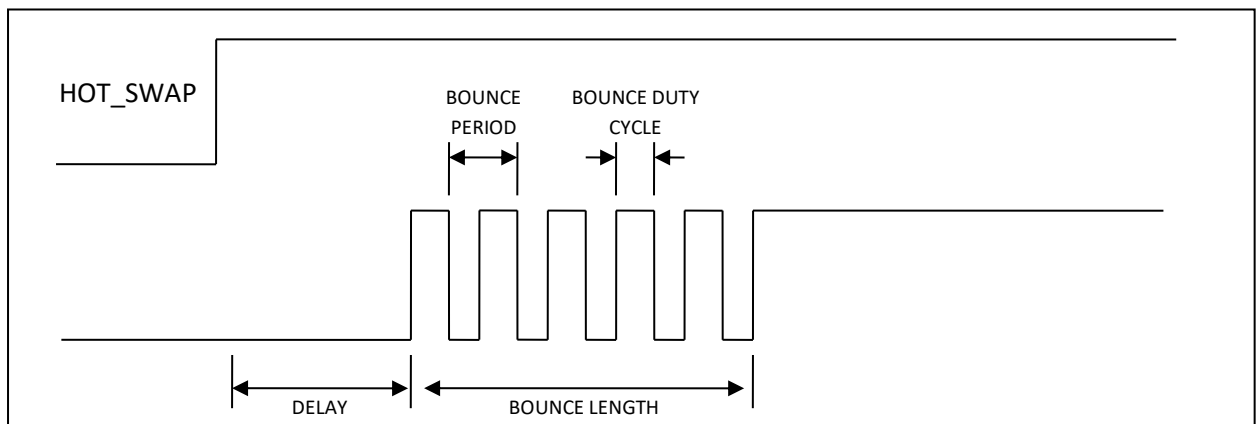 HOT_SWAP
BOUNCE
PERIOD
BOUNCE DUTY
CYCLE
DELAY
BOUNCE LENGTH